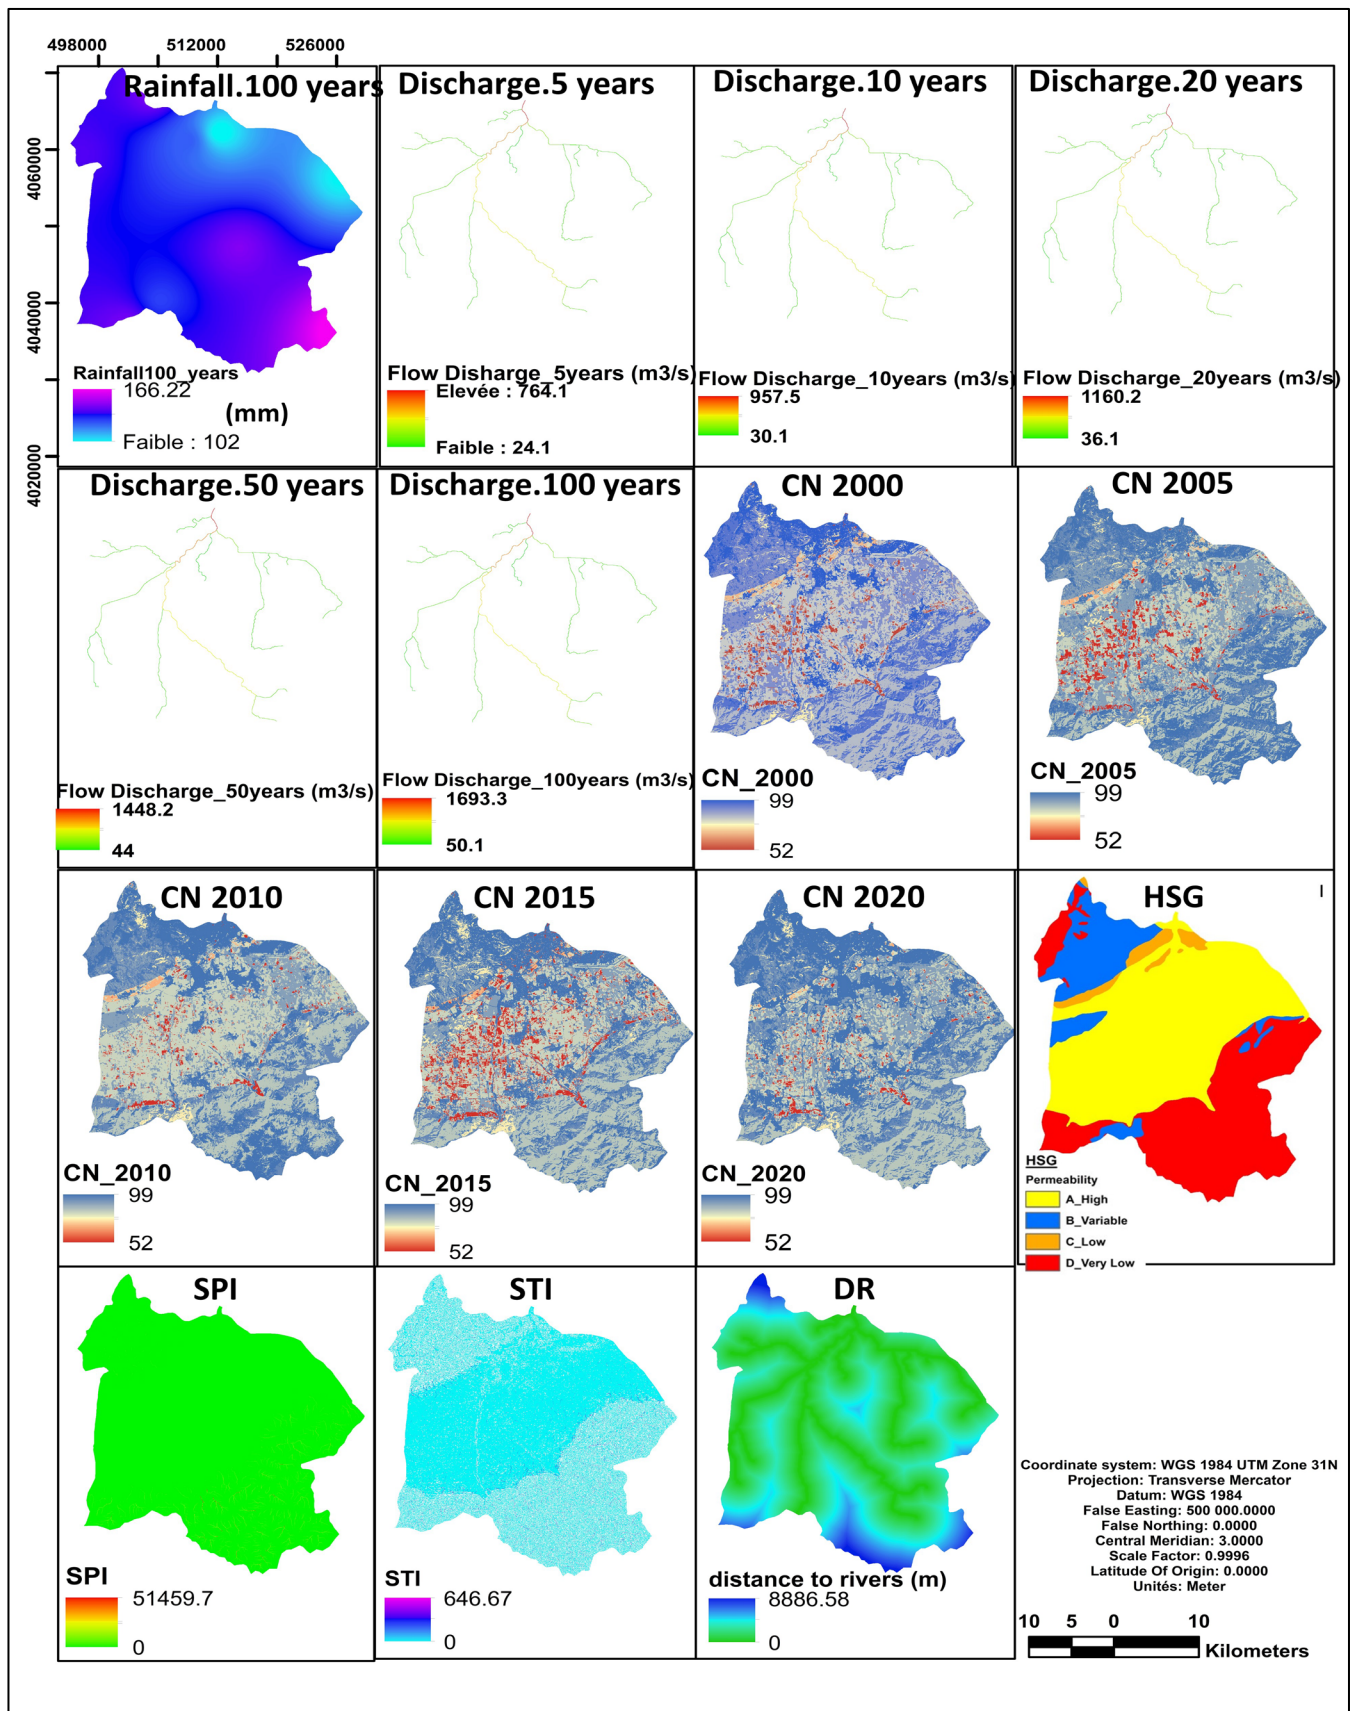 498000 512000 526000
4060000
4040000
4020000
Rainfall.100 years
Rainfall100_years
166.22
(mm)
Faible : 102
Discharge.5 years
Flow Disharge_5years (m3/s)
Elevée : 764.1
Faible : 24.1
Discharge.10 years
Flow Discharge_10years (m3/s)
957.5
30.1
Discharge.20 years
Flow Discharge_20years (m3/s)
1160.2
36.1
Discharge.50 years
Flow Discharge_50years (m3/s)
1448.2
44
Discharge.100 years
Flow Discharge_100years (m3/s)
1693.3
50.1
CN 2000
CN_2000
99
52
CN 2005
CN_2005
99
52
CN 2010
CN_2010
99
52
CN 2015
CN_2015
99
52
CN 2020
CN_2020
99
52
HSG
HSG
Permeability
A_High
B_Variable
C_Low
D_Very Low
SPI
SPI
51459.7
0
STI
STI
646.67
0
DR
distance to rivers (m)
8886.58
0
Coordinate system: WGS 1984 UTM Zone 31N
Projection: Transverse Mercator
Datum: WGS 1984
False Easting: 500 000.0000
False Northing: 0.0000
Central Meridian: 3.0000
Scale Factor: 0.9996
Latitude Of Origin: 0.0000
Unités: Meter
10 5 0 10
Kilometers